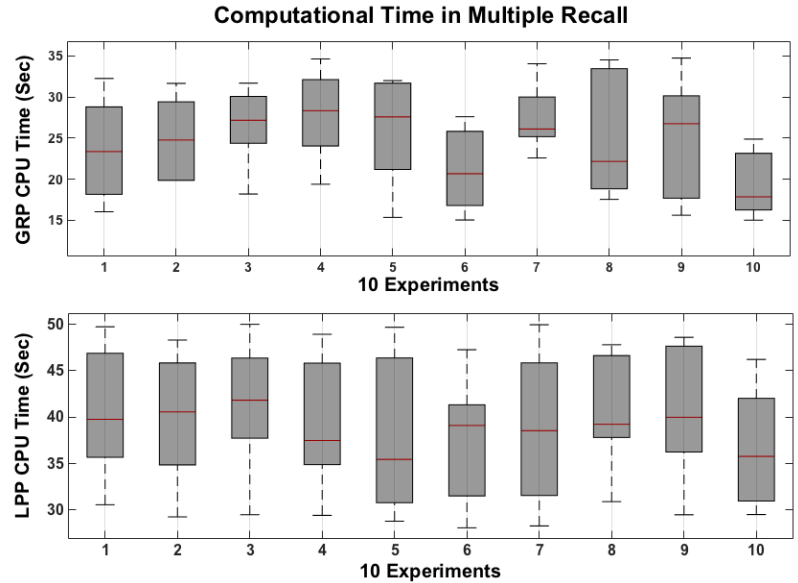 Computational Time in Multiple Recall
GRP CPU Time (Sec)
35
30
25
20
15
1 2 3 4 5 6 7 8 9 10
10 Experiments
LPP CPU Time (Sec)
50
45
40
35
30
1 2 3 4 5 6 7 8 9 10
10 Experiments